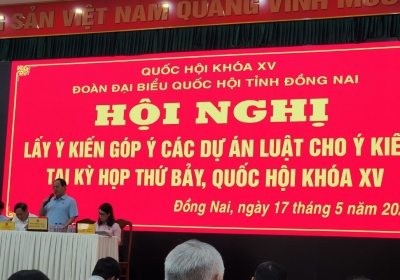 SẢN VIỆT NAM QUANG VINH MUÔN
QUỐC HỘI KHÓA XV
ĐOÀN ĐẠI BIỂU QUỐC HỘI TỈNH ĐỒNG NAI
HỘI NGHỊ
LẤY Ý KIẾN GÓP Ý CÁC DỰ ÁN LUẬT CHO Ý KIẾ
TẠI KỲ HỌP THỨ BẢY, QUỐC HỘI KHÓA XV
Đồng Nai, ngày 17 tháng 5 năm 20